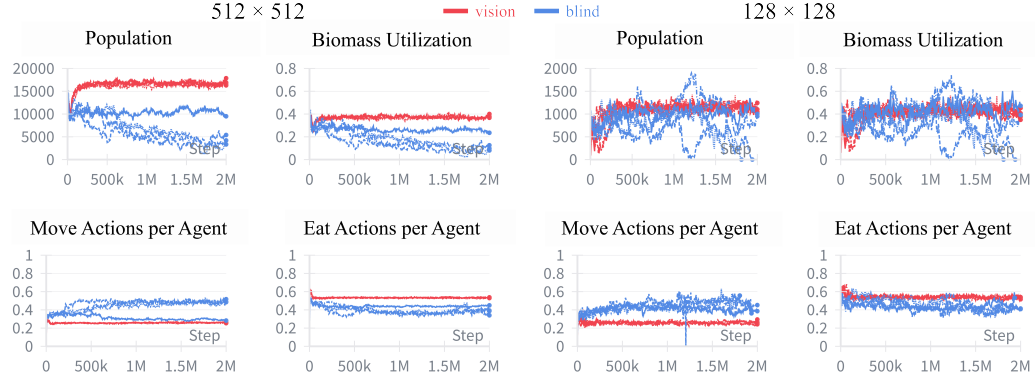 512 × 512
vision
blind
128 × 128
Population
Biomass Utilization
Population
Biomass Utilization
20000
15000
10000
5000
0
Step
0 500k 1M 1.5M 2M
0.8
0.6
0.4
0.2
0
Step
0 500k 1M 1.5M 2M
2000
1500
1000
500
0
Step
0 500k 1M 1.5M 2M
0.8
0.6
0.4
0.2
0
Step
0 500k 1M 1.5M 2M
Move Actions per Agent
Eat Actions per Agent
Move Actions per Agent
Eat Actions per Agent
1
0.8
0.6
0.4
0.2
0
Step
0 500k 1M 1.5M 2M
1
0.8
0.6
0.4
0.2
0
Step
0 500k 1M 1.5M 2M
1
0.8
0.6
0.4
0.2
0
Step
0 500k 1M 1.5M 2M
1
0.8
0.6
0.4
0.2
0
Step
0 500k 1M 1.5M 2M